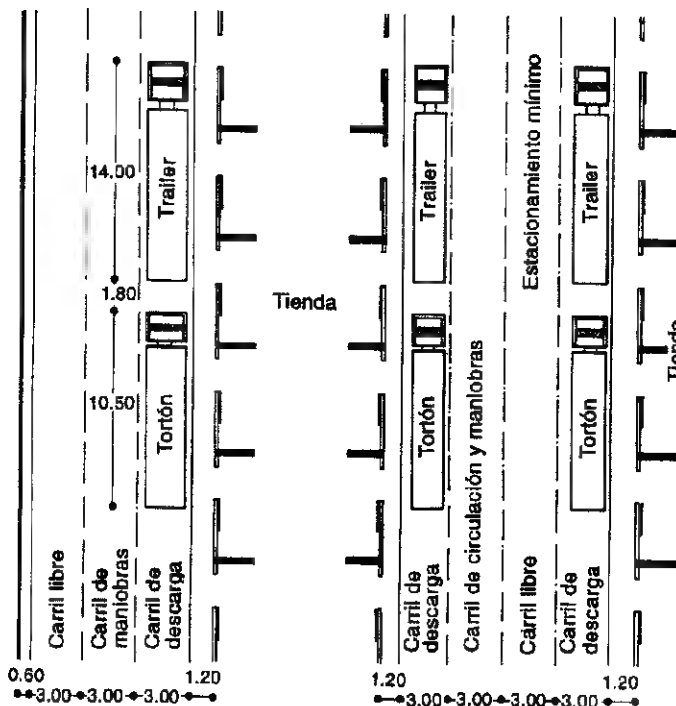 14.00
1.80
10.50
Trailer
Tortón
Carril libre
Carril de
maniobras
Carril de
descarga
0.60
3.00
3.00
3.00
1.20
Tienda
Trailer
Tortón
Carril de
descarga
Carril de circulación y maniobras
Estacionamiento mínimo
Carril libre
Trailer
Tortón
Carril de
descarga
Tienda
1.20
3.00
3.00
3.00
3.00
1.20